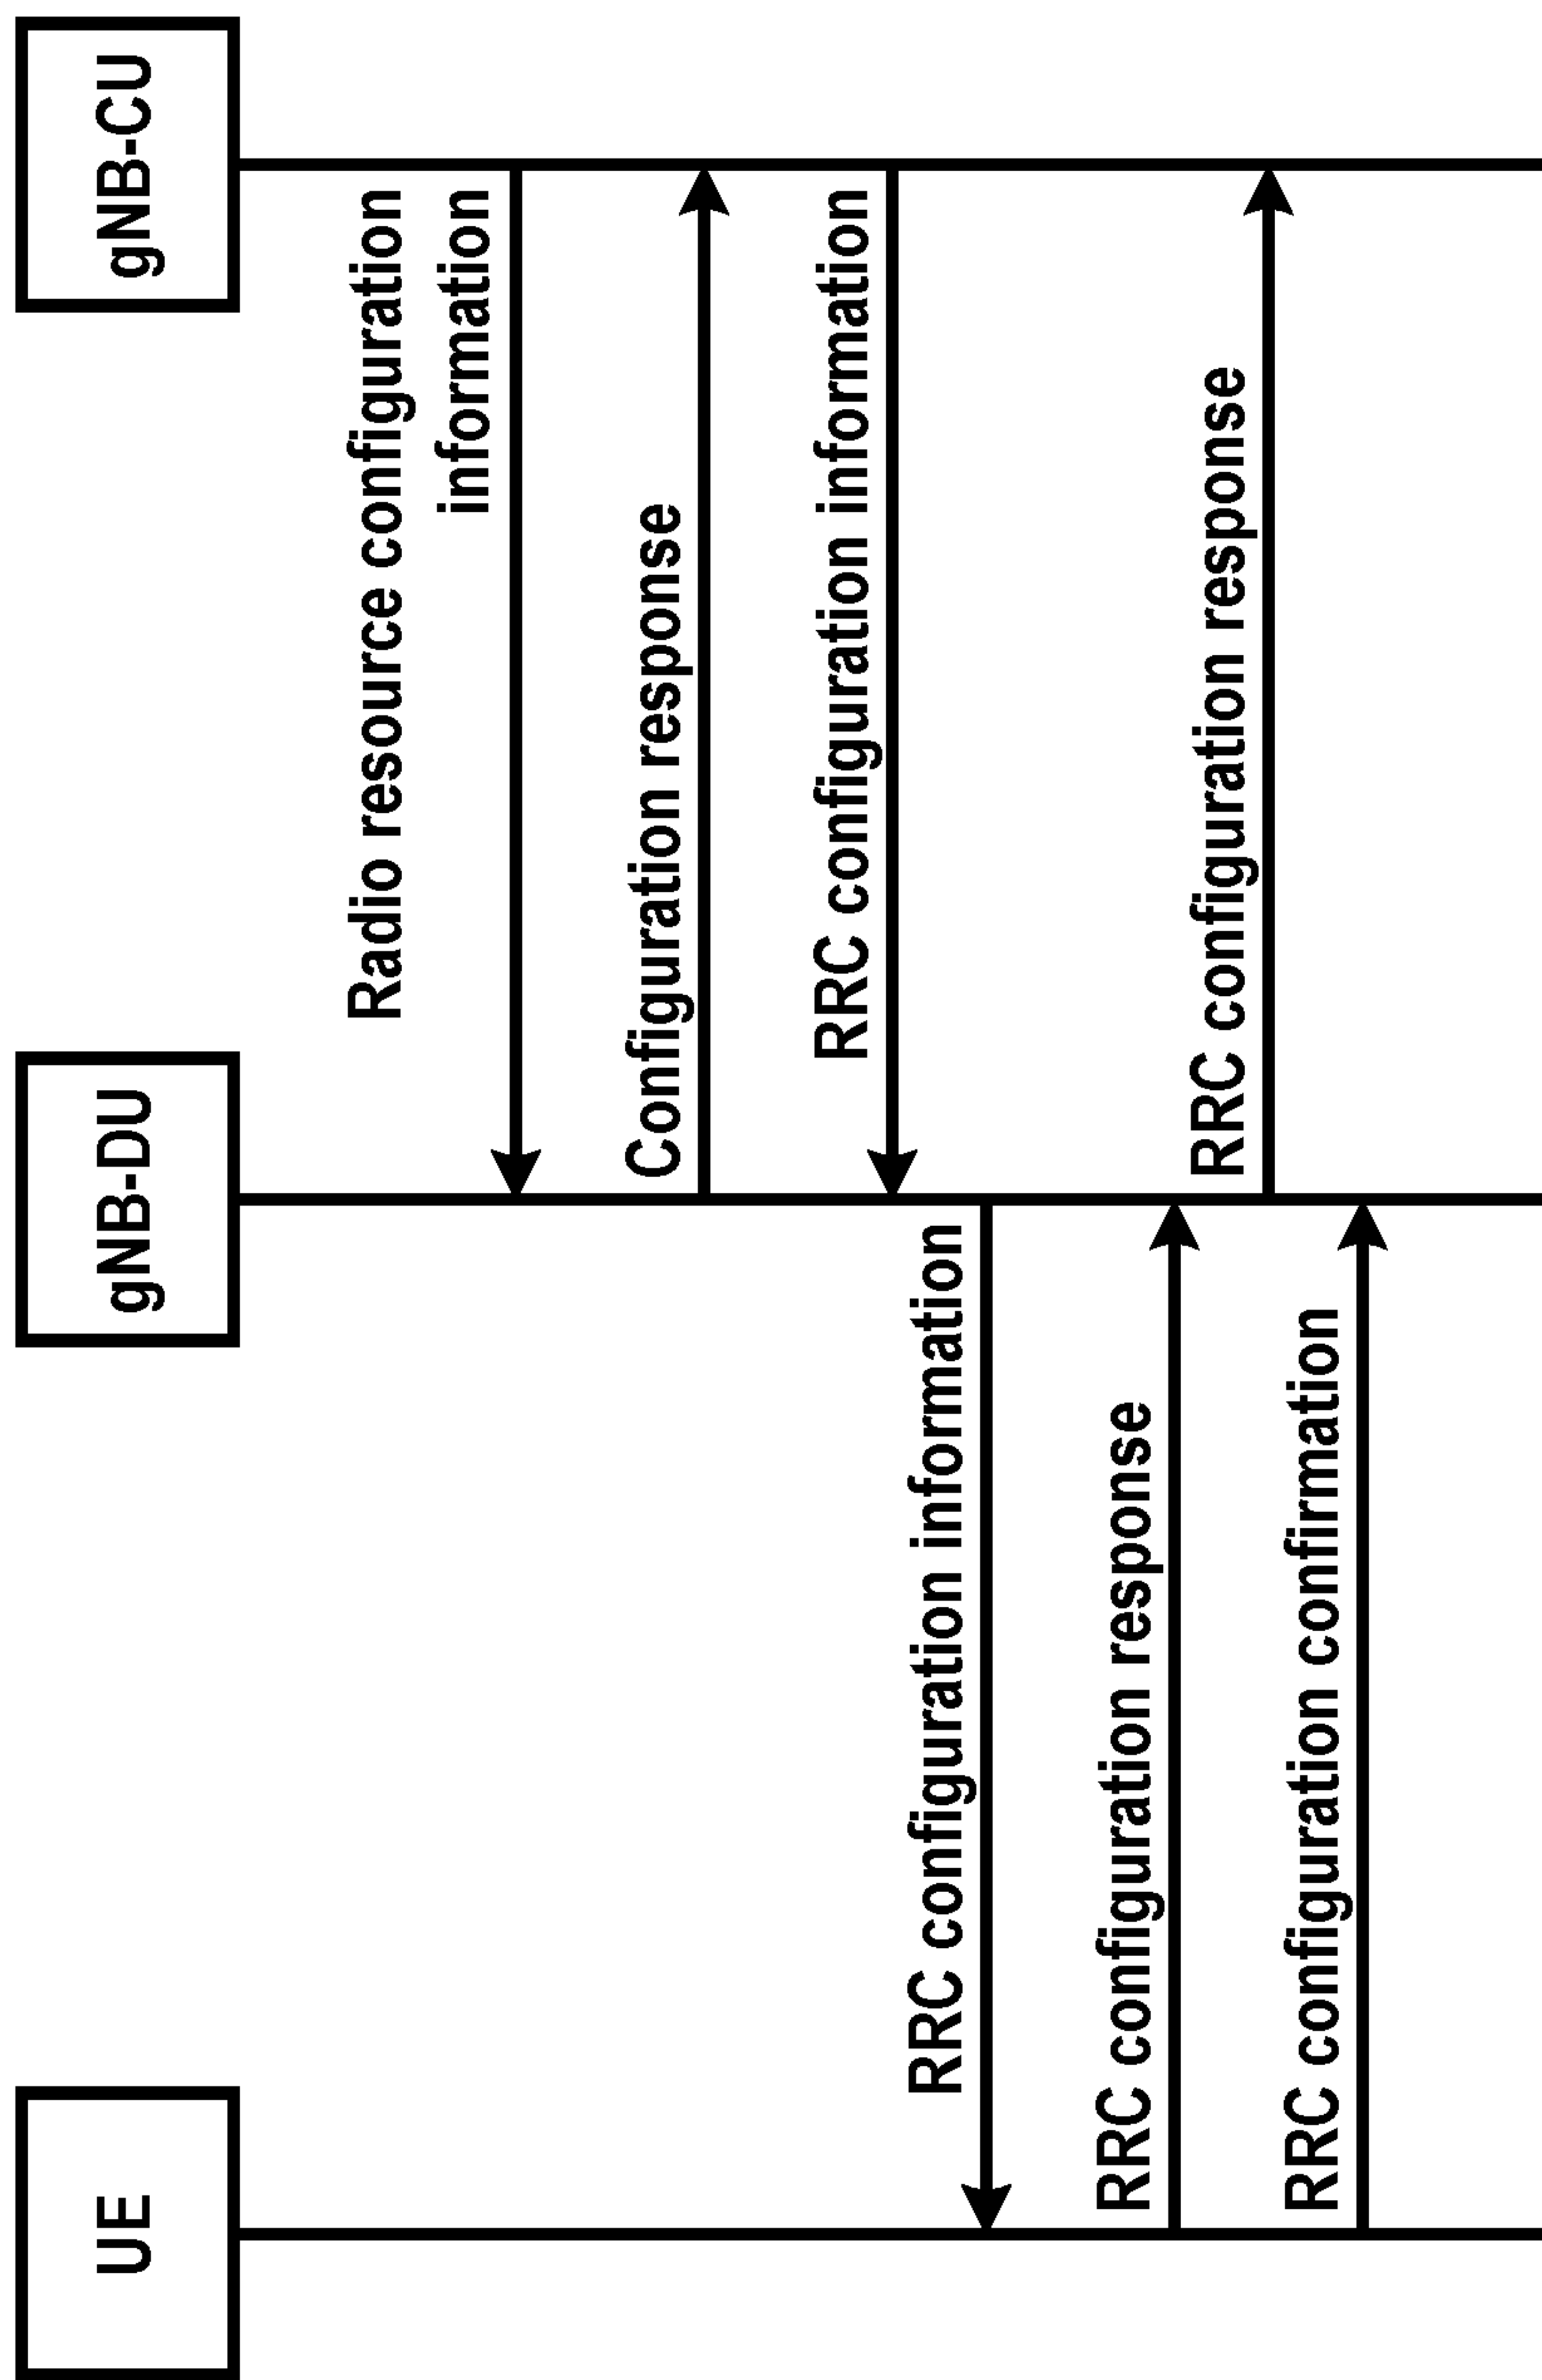 UE
gNB-DU
gNB-CU
Radio resource configuration
information
Configuration response
RRC configuration information
RRC configuration information
RRC configuration response
RRC configuration response
RRC configuration confirmation